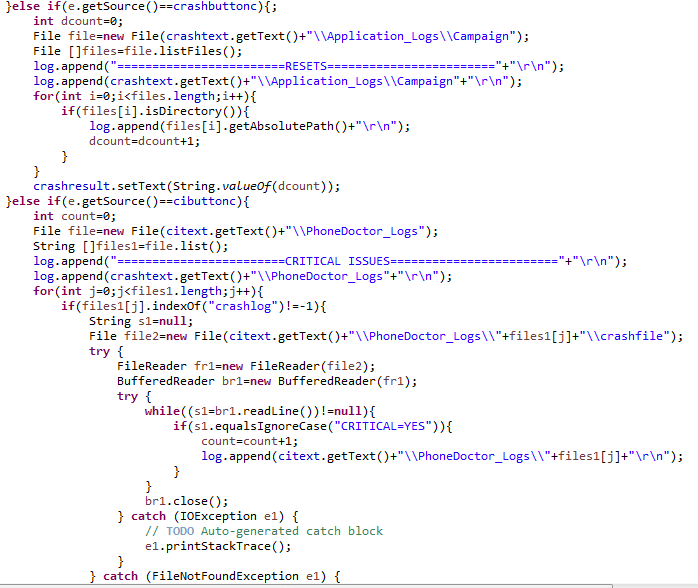 }else if(e.getSource()==crashbuttonc){;
    int dcount=0;
    File file=new File(crashtext.getText()+"\\Application_Logs\\Campaign");
    File []files=file.listFiles();
    log.append("========================RESETS========================"+"\r\n");
    log.append(crashtext.getText()+"\\Application_Logs\\Campaign"+"\r\n");
    for(int i=0;i<files.length;i++){
        if(files[i].isDirectory()){
            log.append(files[i].getAbsolutePath()+"\r\n");
            dcount=dcount+1;
        }
    }
    crashresult.setText(String.valueOf(dcount));
}else if(e.getSource()==cibuttonc){
    int count=0;
    File file=new File(citext.getText()+"\\PhoneDoctor_Logs");
    String []files1=file.list();
    log.append("========================CRITICAL ISSUES========================"+"\r\n");
    log.append(crashtext.getText()+"\\PhoneDoctor_Logs"+"\r\n");
    for(int j=0;j<files1.length;j++){
        if(files1[j].indexOf("crashlog")!=-1){
            String s1=null;
            File file2=new File(citext.getText()+"\\PhoneDoctor_Logs\\"+files1[j]+"\\crashfile");
            try {
                FileReader fr1=new FileReader(file2);
                BufferedReader br1=new BufferedReader(fr1);
                try {
                    while((s1=br1.readLine())!=null){
                        if(s1.equalsIgnoreCase("CRITICAL=YES")){
                            count=count+1;
                            log.append(citext.getText()+"\\PhoneDoctor_Logs\\"+files1[j]+"\r\n");
                        }
                    }
                    br1.close();
                } catch (IOException e1) {
                    // TODO Auto-generated catch block
                    e1.printStackTrace();
                }
            } catch (FileNotFoundException e1) {